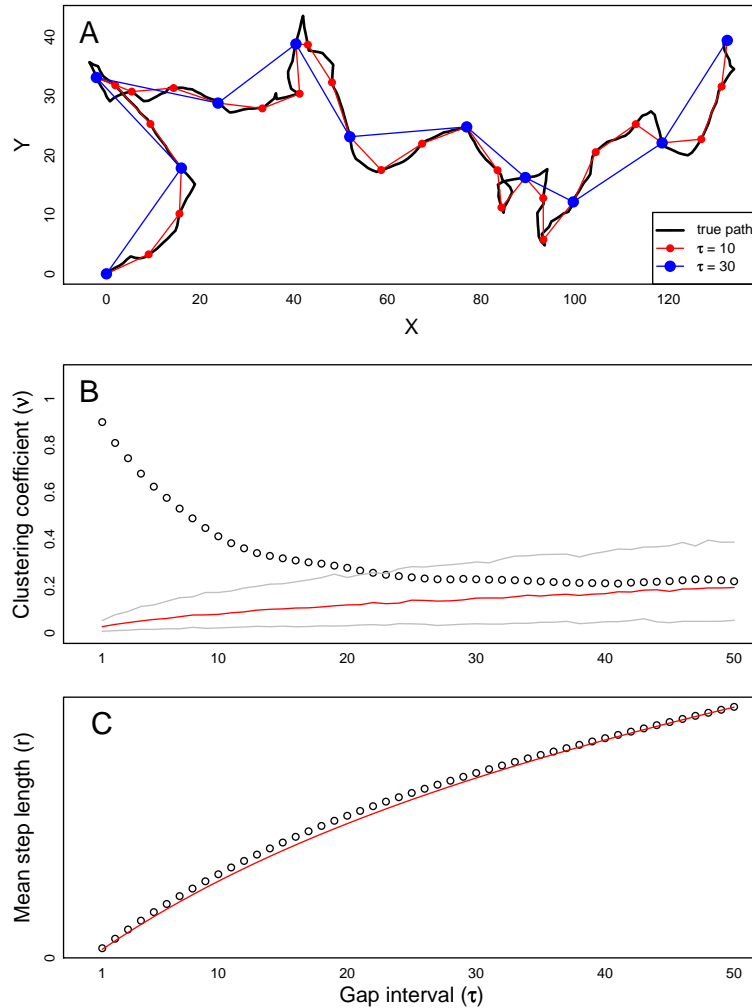 A
40
30
20
10
0
Y
0 20 40 60 80 100 120
X
true path
τ = 10
τ = 30
B
1
0.8
0.6
0.4
0.2
0
Clustering coefficient (ν)
1 10 20 30 40 50
C
Mean step length (r)
0
1 10 20 30 40 50
Gap interval (τ)